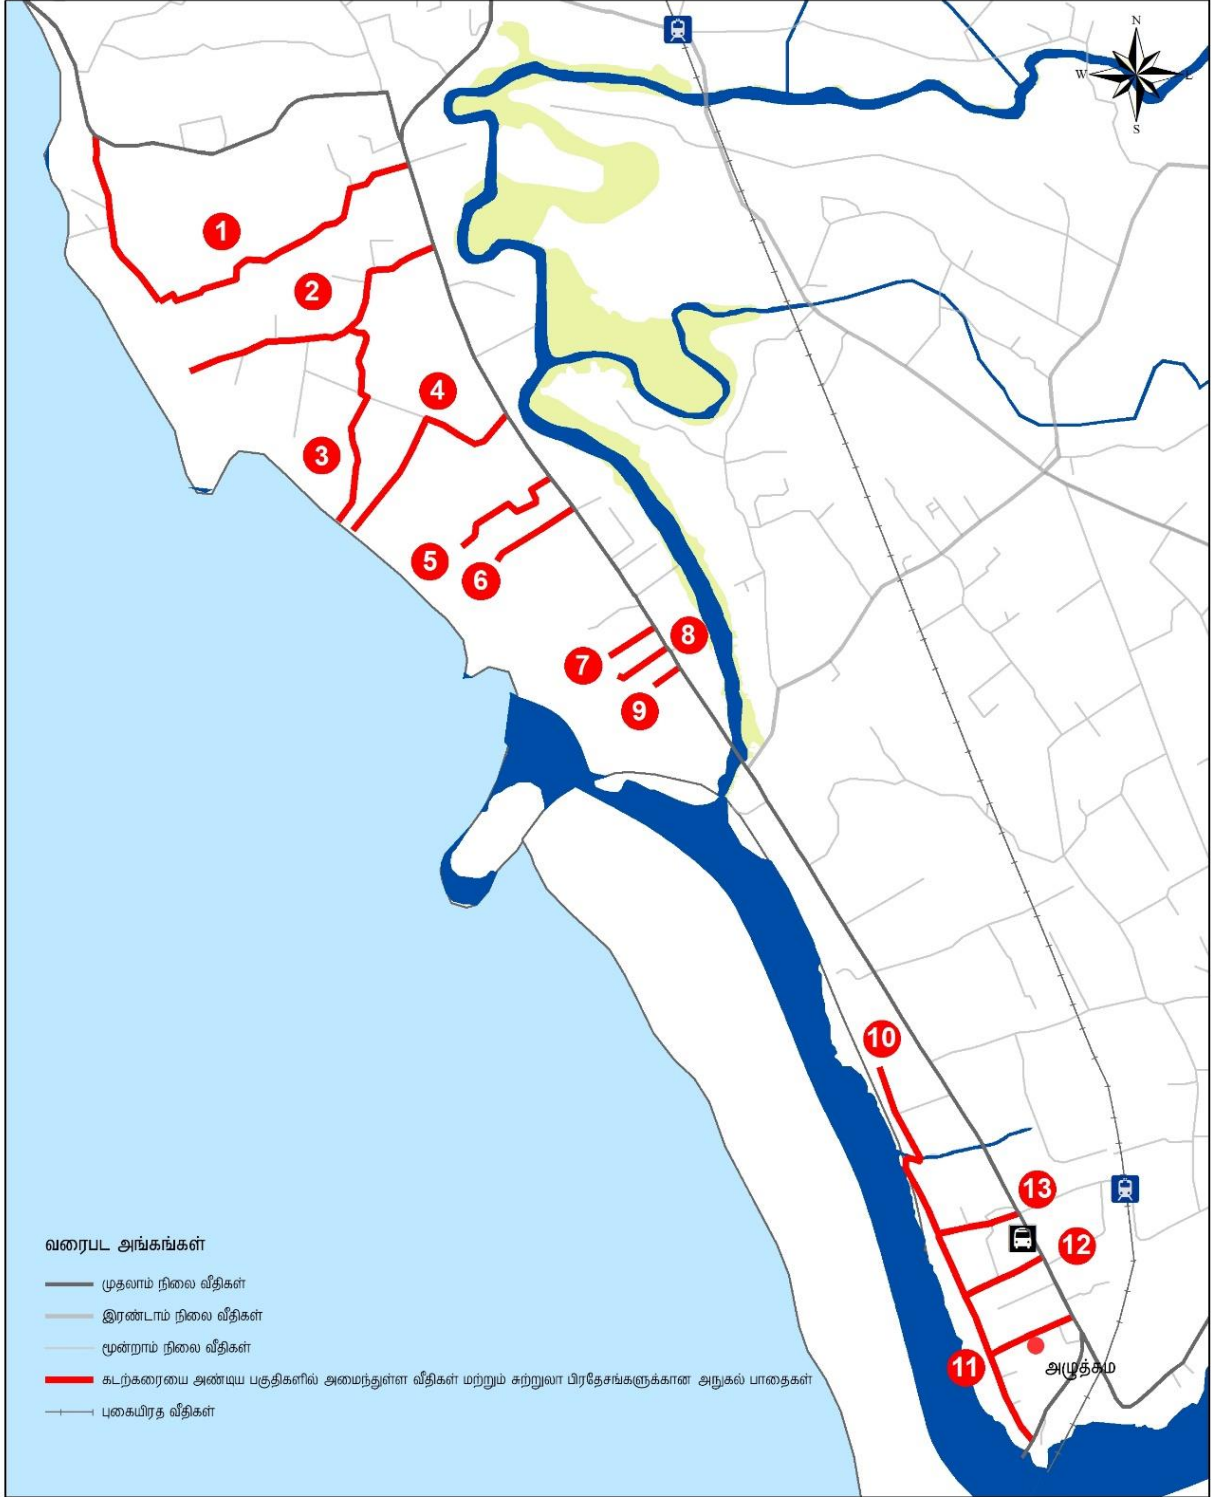 N
W E
S
1
2
4
3
5
6
8
7
9
10
13
12
11
அழுத்கம
வரைபட அங்கங்கள்
முதலாம் நிலை வீதிகள்
இரண்டாம் நிலை வீதிகள்
மூன்றாம் நிலை வீதிகள்
கடற்கரையை அண்டிய பகுதிகளில் அமைந்துள்ள வீதிகள் மற்றும் சுற்றுலா பிரதேசங்களுக்கான அநுகல் பாதைகள்
புகையிரத வீதிகள்